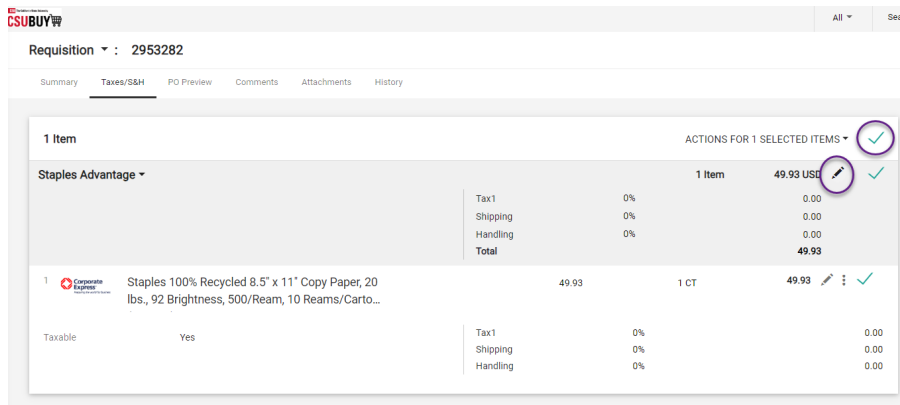 CSUBUY
All
Sea
Requisition : 2953282
Summary Taxes/S&H PO Preview Comments Attachments History
1 Item ACTIONS FOR 1 SELECTED ITEMS
Staples Advantage 1 Item 49.93 USD
Tax1 0% 0.00
Shipping 0% 0.00
Handling 0% 0.00
Total 49.93
1 Corporate Express Staples 100% Recycled 8.5" x 11" Copy Paper, 20 49.93 1 CT 49.93
lbs., 92 Brightness, 500/Ream, 10 Reams/Carto...
Taxable Yes Tax1 0% 0.00
Shipping 0% 0.00
Handling 0% 0.00